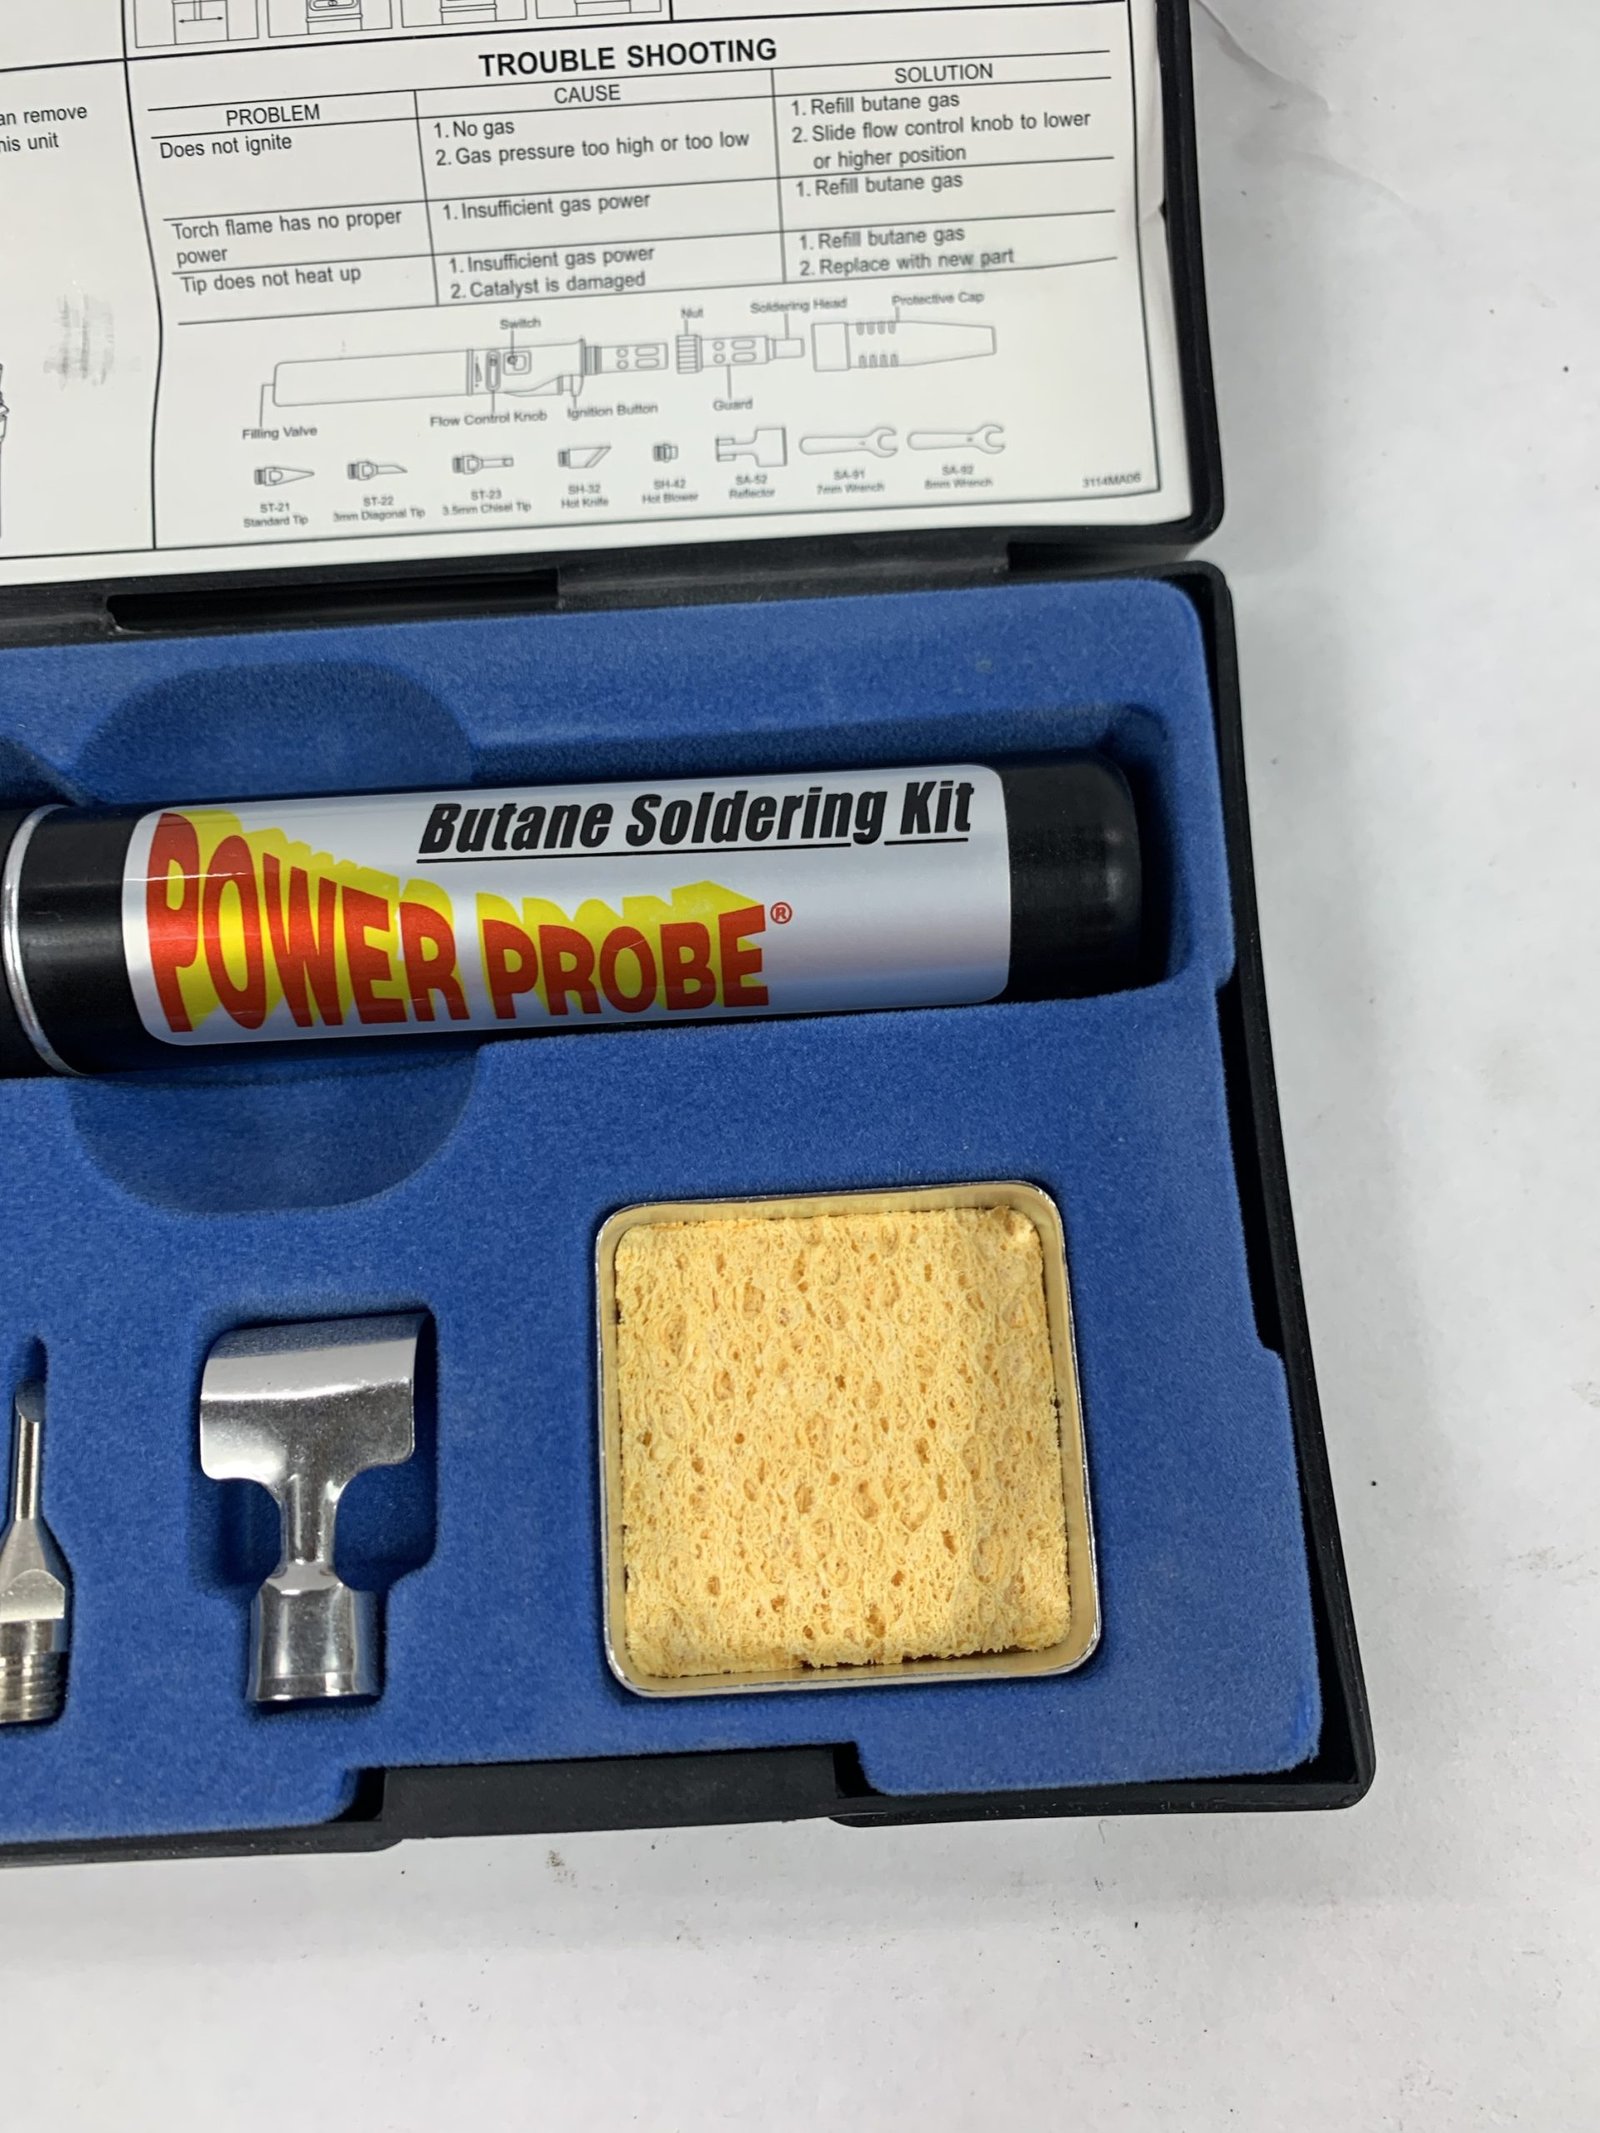 an remove
his unit
TROUBLE SHOOTING
PROBLEM CAUSE SOLUTION
Does not ignite
1. No gas
2. Gas pressure too high or too low
1. Refill butane gas
2. Slide flow control knob to lower
or higher position
Torch flame has no proper
power
1. Insufficient gas power
1. Refill butane gas
Tip does not heat up
1. Insufficient gas power
2. Catalyst is damaged
1. Refill butane gas
2. Replace with new part
Switch
Nut
Soldering Head
Protective Cap
Filling Valve
Flow Control Knob
Ignition Button
Guard
ST-21
Standard Tip
ST-22
3mm Diagonal Tip
ST-23
3.5mm Chisel Tip
SH-32
Hot Knife
SH-42
Hot Blower
SA-52
Reflector
SA-91
7mm Wrench
SA-92
8mm Wrench
3114MA06
Butane Soldering Kit
POWER PROBE®